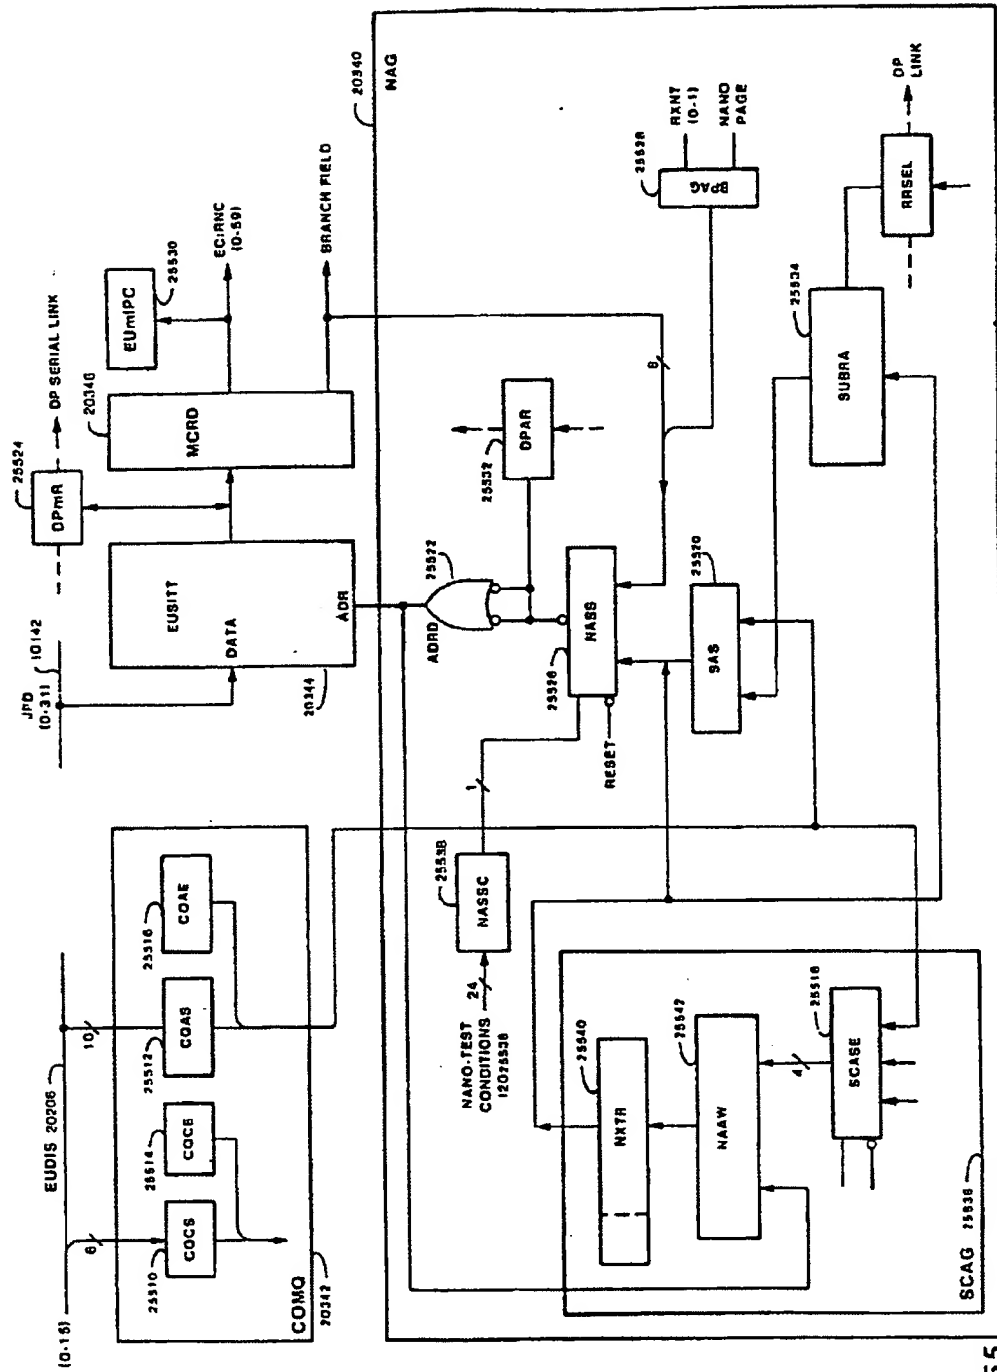 (0-15)
EUDIS 20206
6
10
COCS
25510
COCE
25514
COAS
25512
COAE
25516
COMQ
20342
JPD
(0-31)
10142
DATA
EUSITT
ADR
20344
DPmR
25524
DP SERIAL LINK
MCRD
20346
EUmIPC
25530
ECIRNC
(0-59)
BRANCH FIELD
20340
NAG
ADRD
25522
DPAR
25532
8
BPAG
25528
RXNT
(0-1)
NANO
PAGE
NASS
25526
RESET
1
NASSC
25538
24
NANO-TEST
CONDITIONS
SAS
25520
SUBRA
25534
RRSEL
DP
LINK
NXTR
25540
NAAW
25542
4
SCASE
25518
SCAG
25536
55